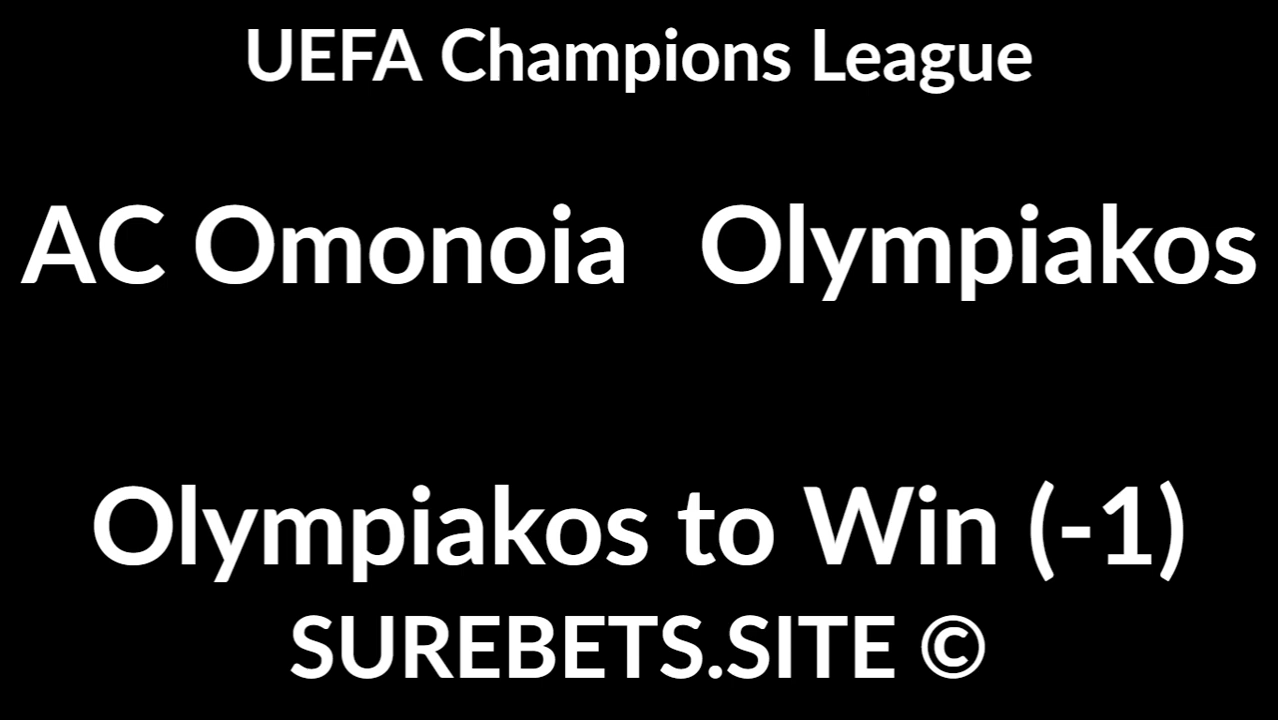 UEFA Champions League
AC Omonoia Olympiakos
Olympiakos to Win (-1)
SUREBETS.SITE ©